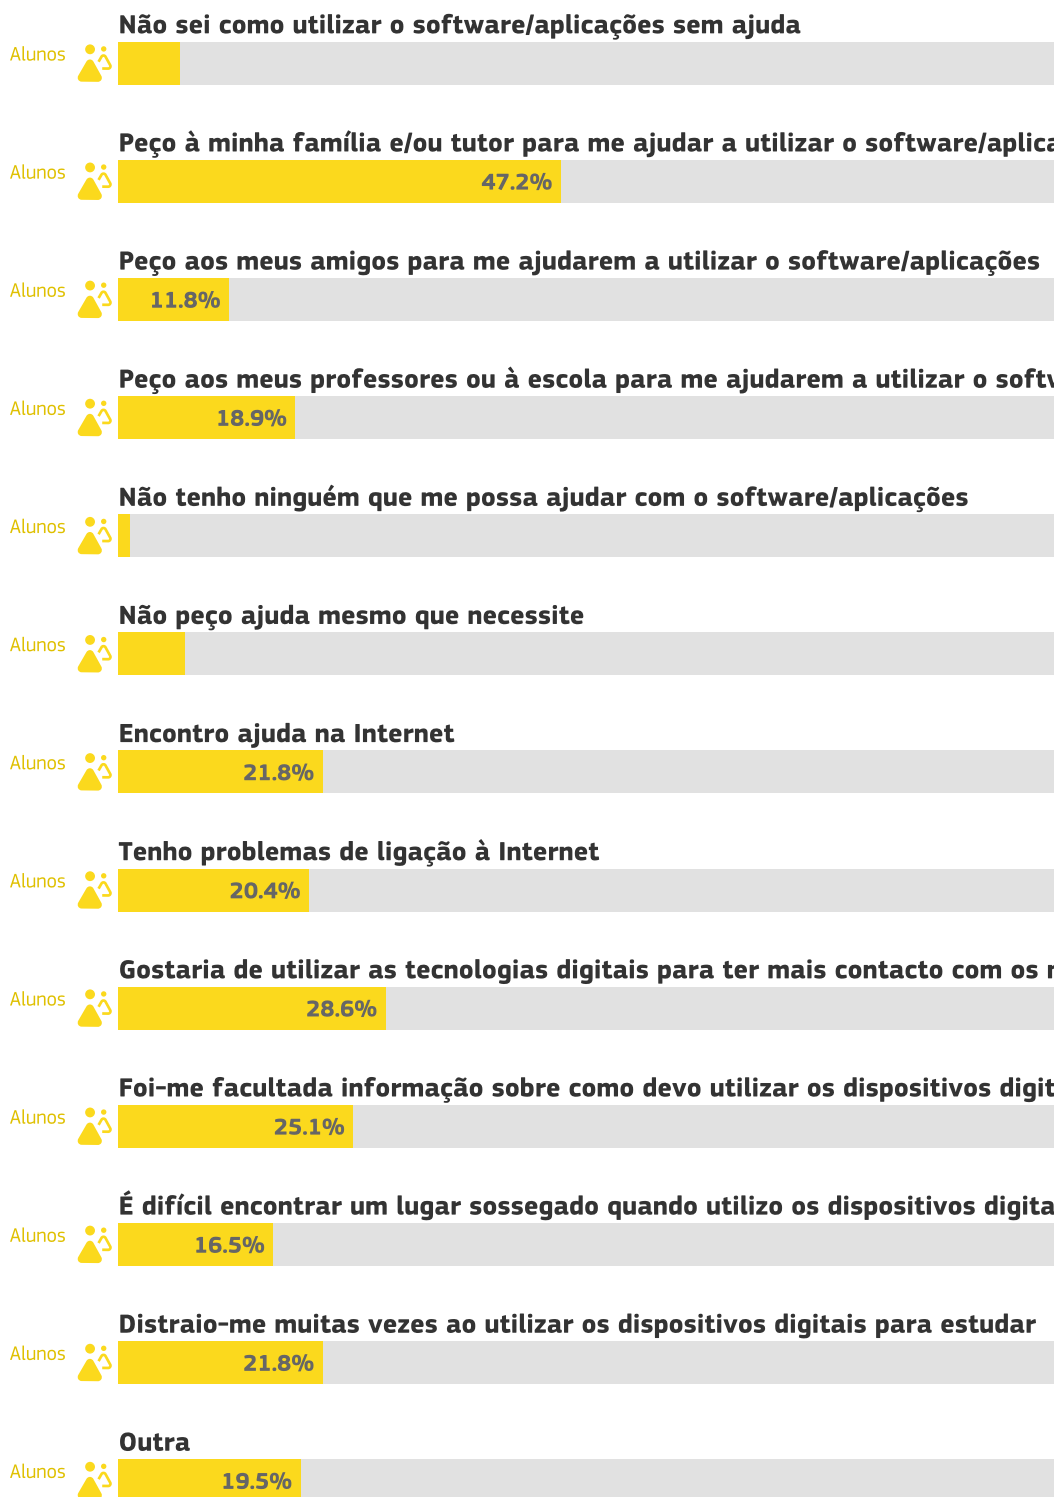 Não sei como utilizar o software/aplicações sem ajuda
Alunos
Peço à minha família e/ou tutor para me ajudar a utilizar o
Alunos
47.2%
Peço aos meus amigos para me ajudarem a utilizar o software/aplicações
Alunos
11.8%
Peço aos meus professores ou à escola para me ajudarem a utilizar o
Alunos
18.9%
Não tenho ninguém que me possa ajudar com o software/aplicações
Alunos
Não peço ajuda mesmo que necessite
Alunos
Encontro ajuda na Internet
Alunos
21.8%
Tenho problemas de ligação à Internet
Alunos
20.4%
Gostaria de utilizar as tecnologias digitais para ter mais contacto com os
Alunos
28.6%
Foi-me facultada informação sobre como devo utilizar os dispositivos
Alunos
25.1%
É difícil encontrar um lugar sossegado quando utilizo os dispositivos
Alunos
16.5%
Distraio-me muitas vezes ao utilizar os dispositivos digitais para estudar
Alunos
21.8%
Outra
Alunos
19.5%